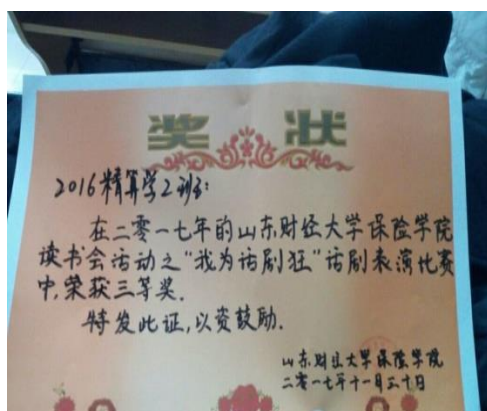 奖状
2016精算学2班:
在二零一七年的山东财经大学保险学院
读书会活动之“我为话剧狂”话剧表演比赛
中,荣获三等奖.
特发此证,以资鼓励.
山东财经大学保险学院
二零一七年十一月三十日